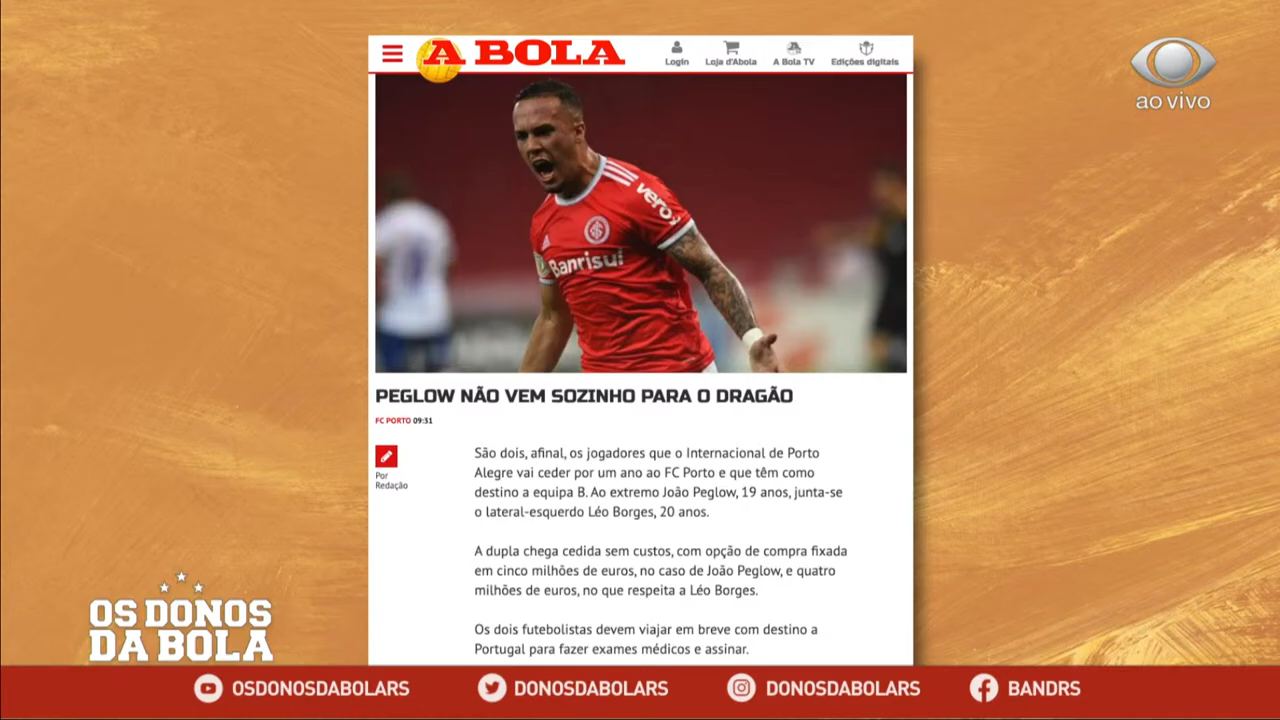 A BOLA
Login
Loja d'Abola
A Bola TV
Edições digitais
ao vivo
vero
Banrisul
PEGLOW NÃO VEM SOZINHO PARA O DRAGÃO
FC PORTO 09:31
Por
Redação
São dois, afinal, os jogadores que o Internacional de Porto
Alegre vai ceder por um ano ao FC Porto e que têm como
destino a equipa B. Ao extremo João Peglow, 19 anos, junta-se
o lateral-esquerdo Léo Borges, 20 anos.
A dupla chega cedida sem custos, com opção de compra fixada
em cinco milhões de euros, no caso de João Peglow, e quatro
milhões de euros, no que respeita a Léo Borges.
Os dois futebolistas devem viajar em breve com destino a
Portugal para fazer exames médicos e assinar.
OS DONOS
DA BOLA
OSDONOSDABOLARS
DONOSDABOLARS
DONOSDABOLARS
BANDRS